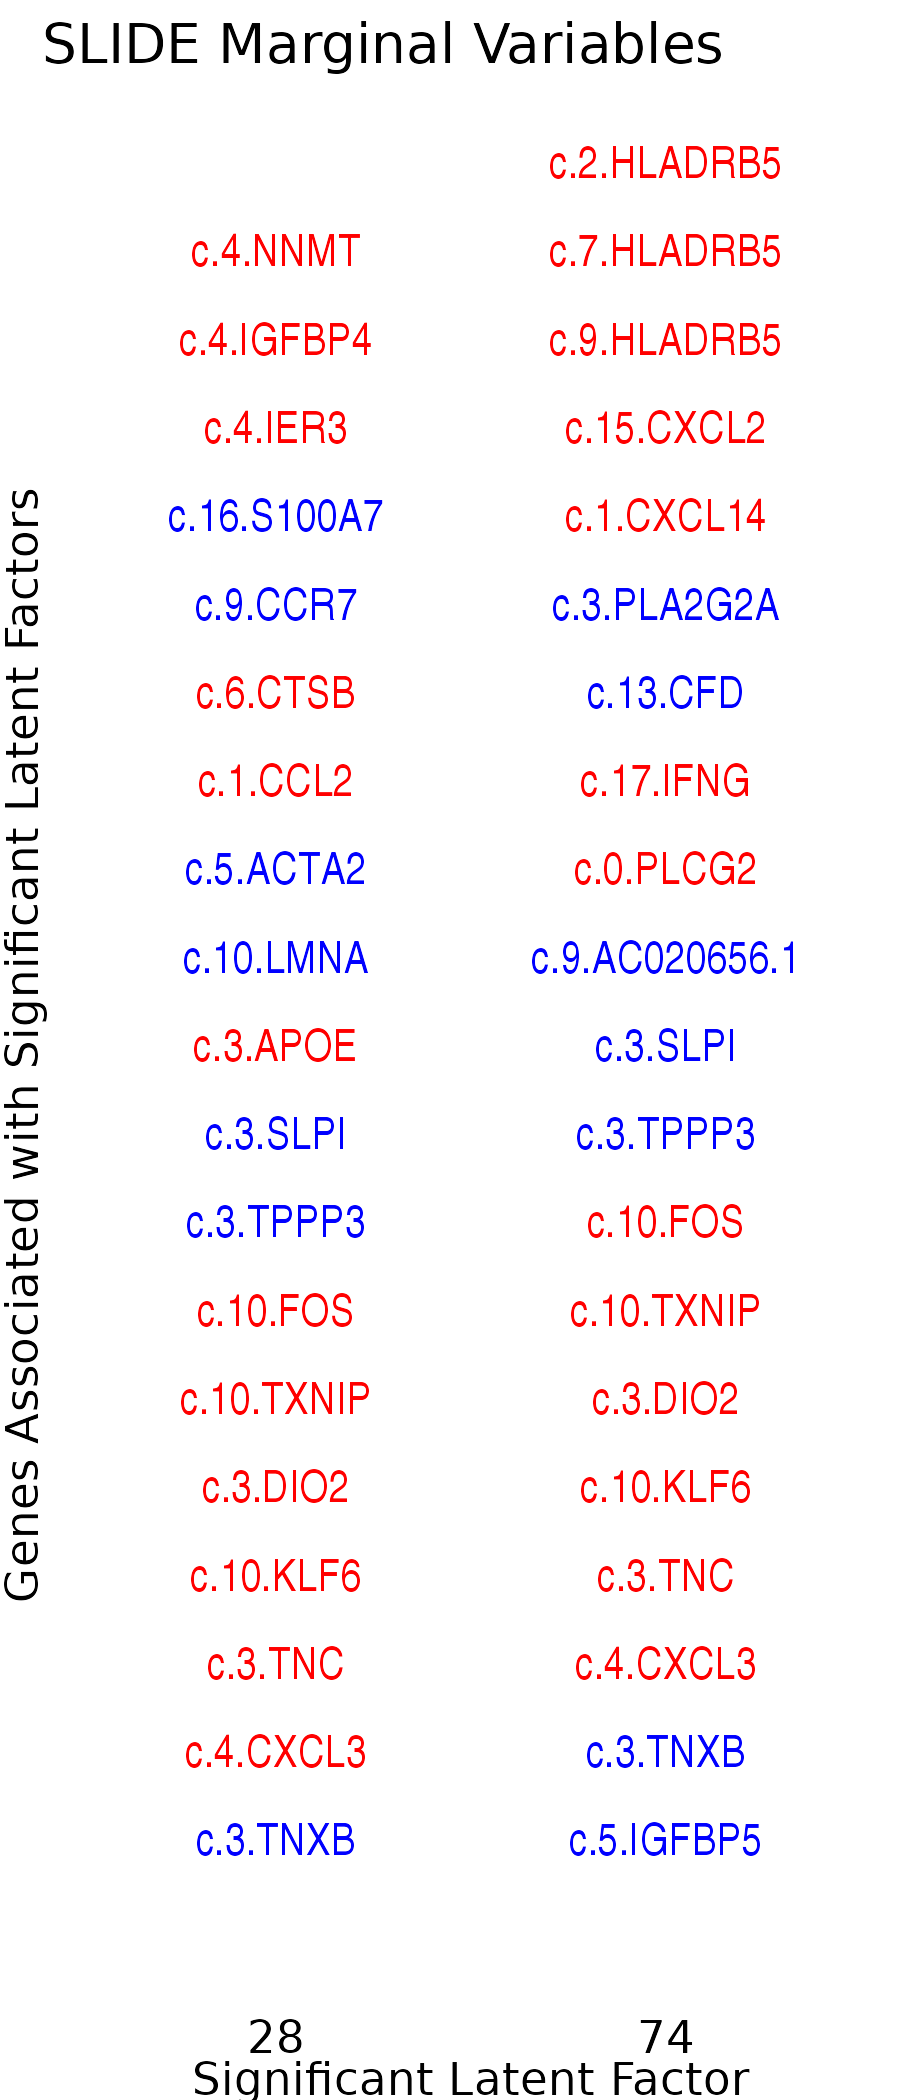 SLIDE Marginal Variables
c.2.HLADRB5
c.4.NNMT c.7.HLADRB5
c.4.IGFBP4 c.9.HLADRB5
c.4.IER3 c.15.CXCL2
c.16.S100A7 c.1.CXCL14
c.9.CCR7 c.3.PLA2G2A
c.6.CTSB c.13.CFD
c.1.CCL2 c.17.IFNG
c.5.ACTA2 c.0.PLCG2
c.10.LMNA c.9.AC020656.1
c.3.APOE c.3.SLPI
c.3.SLPI c.3.TPPP3
c.3.TPPP3 c.10.FOS
c.10.FOS c.10.TXNIP
c.10.TXNIP c.3.DIO2
c.3.DIO2 c.10.KLF6
c.10.KLF6 c.3.TNC
c.3.TNC c.4.CXCL3
c.4.CXCL3 c.3.TNXB
c.3.TNXB c.5.IGFBP5
Genes Associated with Significant Latent Factors
28 74
Significant Latent Factor